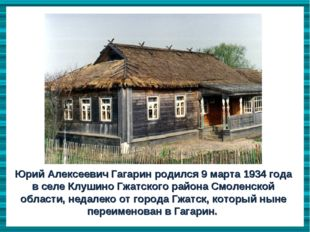 Юрий Алексеевич Гагарин родился 9 марта 1934 года
в селе Клушино Гжатского района Смоленской
области, недалеко от города Гжатск, который ныне
переименован в Гагарин.